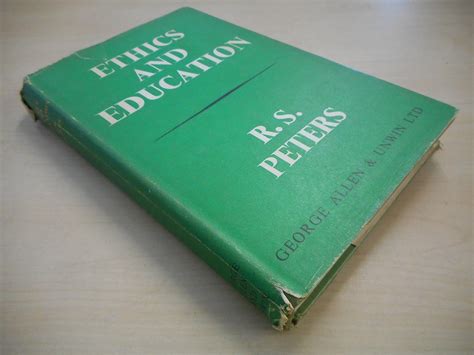 ETHICS
AND
EDUCATION
R. S.
PETERS
GEORGE ALLEN & UNWIN LTD